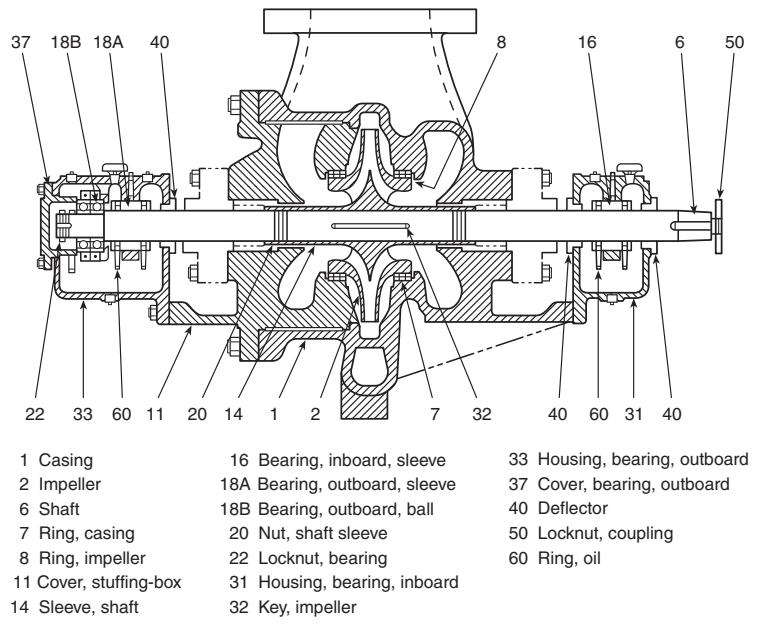 37 18B 18A 40 8 16 6 50
22 33 60 11 20 14 1 2 7 32 40 60 31 40
1 Casing
2 Impeller
6 Shaft
7 Ring, casing
8 Ring, impeller
11 Cover, stuffing-box
14 Sleeve, shaft
16 Bearing, inboard, sleeve
18A Bearing, outboard, sleeve
18B Bearing, outboard, ball
20 Nut, shaft sleeve
22 Locknut, bearing
31 Housing, bearing, inboard
32 Key, impeller
33 Housing, bearing, outboard
37 Cover, bearing, outboard
40 Deflector
50 Locknut, coupling
60 Ring, oil